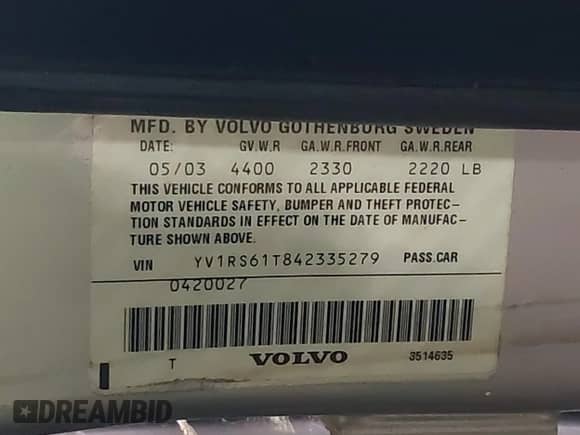 MFD. BY VOLVO GOTHENBURG SWEDEN
DATE: GV.W.R GA.W.R.FRONT GA.W.R.REAR
05/03 4400 2330 2220 LB
THIS VEHICLE CONFORMS TO ALL APPLICABLE FEDERAL
MOTOR VEHICLE SAFETY, BUMPER AND THEFT PROTEC–
TION STANDARDS IN EFFECT ON THE DATE OF MANUFAC–
TURE SHOWN ABOVE.
VIN YV1RS61T842335279 PASS.CAR
0420027
T VOLVO 3514635
DREAMBID